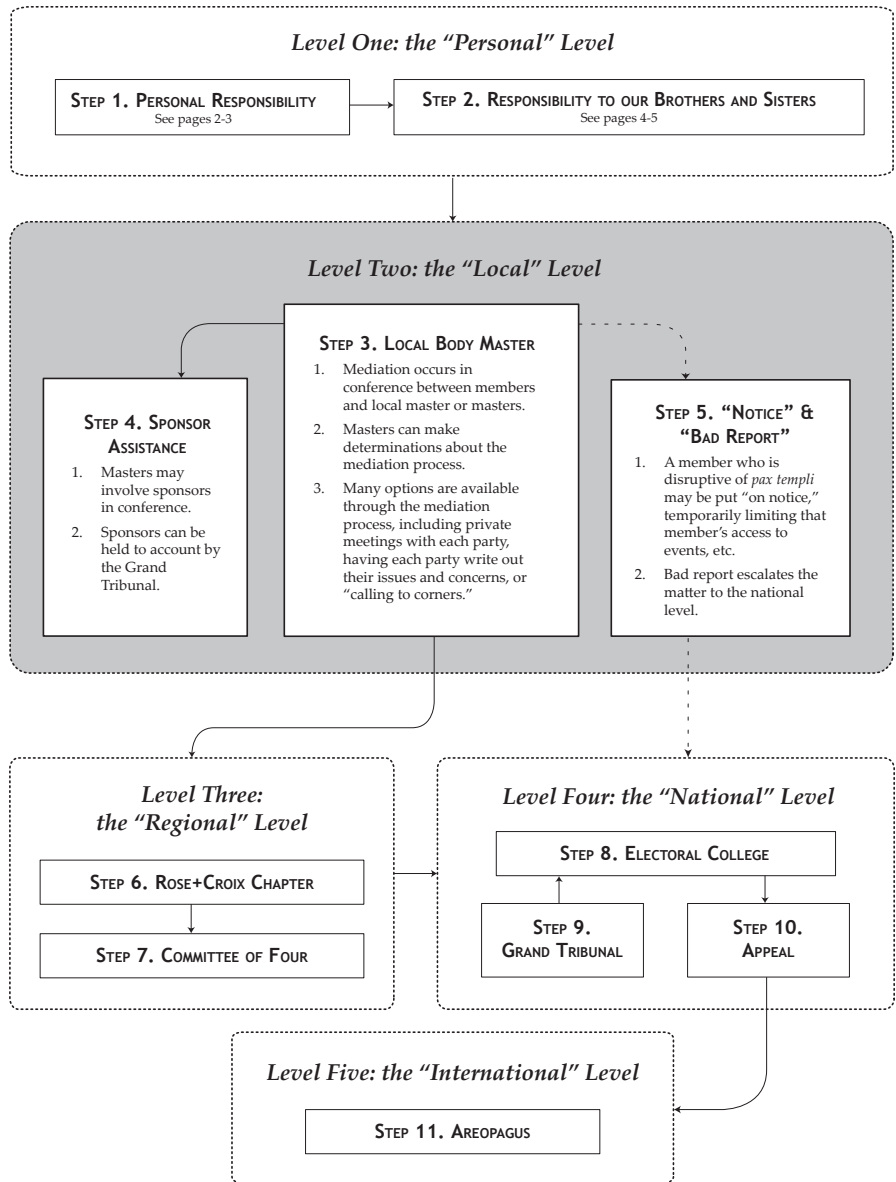 Level One: the “Personal” Level
Step 1. Personal Responsibility
See pages 2-3
Step 2. Responsibility to our Brothers and Sisters
See pages 4-5
Level Two: the “Local” Level
Step 4. Sponsor
Assistance
1. Masters may
involve sponsors
in conference.
2. Sponsors can be
held to account by
the Grand
Tribunal.
Step 3. Local Body Master
1. Mediation occurs in
conference between members
and local master or masters.
2. Masters can make
determinations about the
mediation process.
3. Many options are available
through the mediation
process, including private
meetings with each party,
having each party write out
their issues and concerns, or
“calling to corners.”
Step 5. “Notice” &
“Bad Report”
1. A member who is
disruptive of pax templi
may be put “on notice,”
temporarily limiting that
member’s access to
events, etc.
2. Bad report escalates the
matter to the national
level.
Level Three:
the “Regional” Level
Step 6. Rose+Croix Chapter
Step 7. Committee of Four
Level Four: the “National” Level
Step 8. Electoral College
Step 9.
Grand Tribunal
Step 10.
Appeal
Level Five: the “International” Level
Step 11. Areopagus